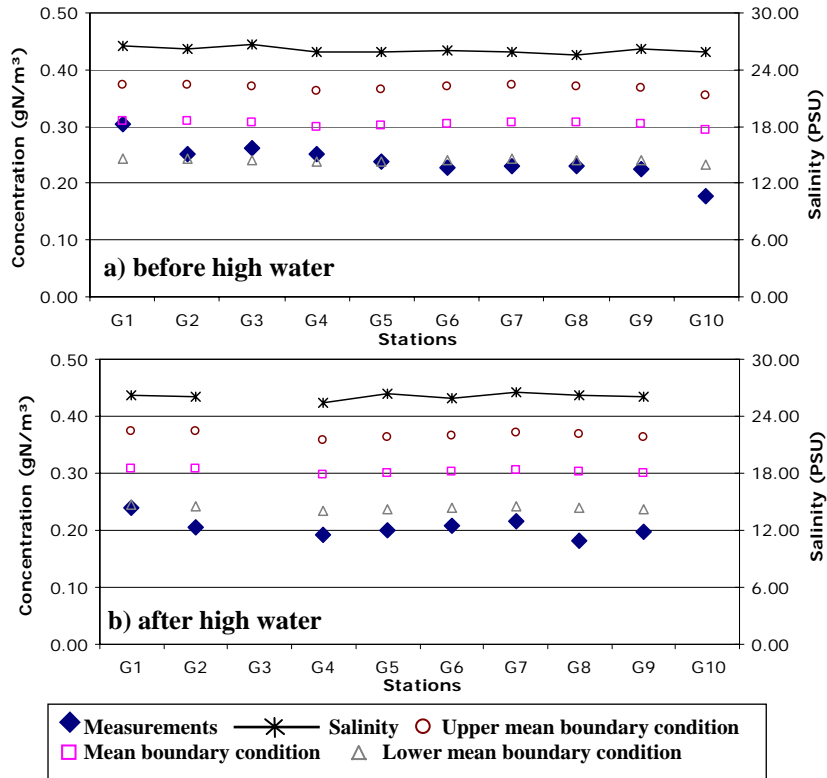 0.50
0.40
0.30
0.20
0.10
0.00
Concentration (gN/m³)
30.00
24.00
18.00
12.00
6.00
0.00
Salinity (PSU)
a) before high water
G1 G2 G3 G4 G5 G6 G7 G8 G9 G10
Stations
0.50
0.40
0.30
0.20
0.10
0.00
Concentration (gN/m³)
30.00
24.00
18.00
12.00
6.00
0.00
Salinity (PSU)
b) after high water
G1 G2 G3 G4 G5 G6 G7 G8 G9 G10
Stations
Measurements Salinity Upper mean boundary condition
Mean boundary condition Lower mean boundary condition